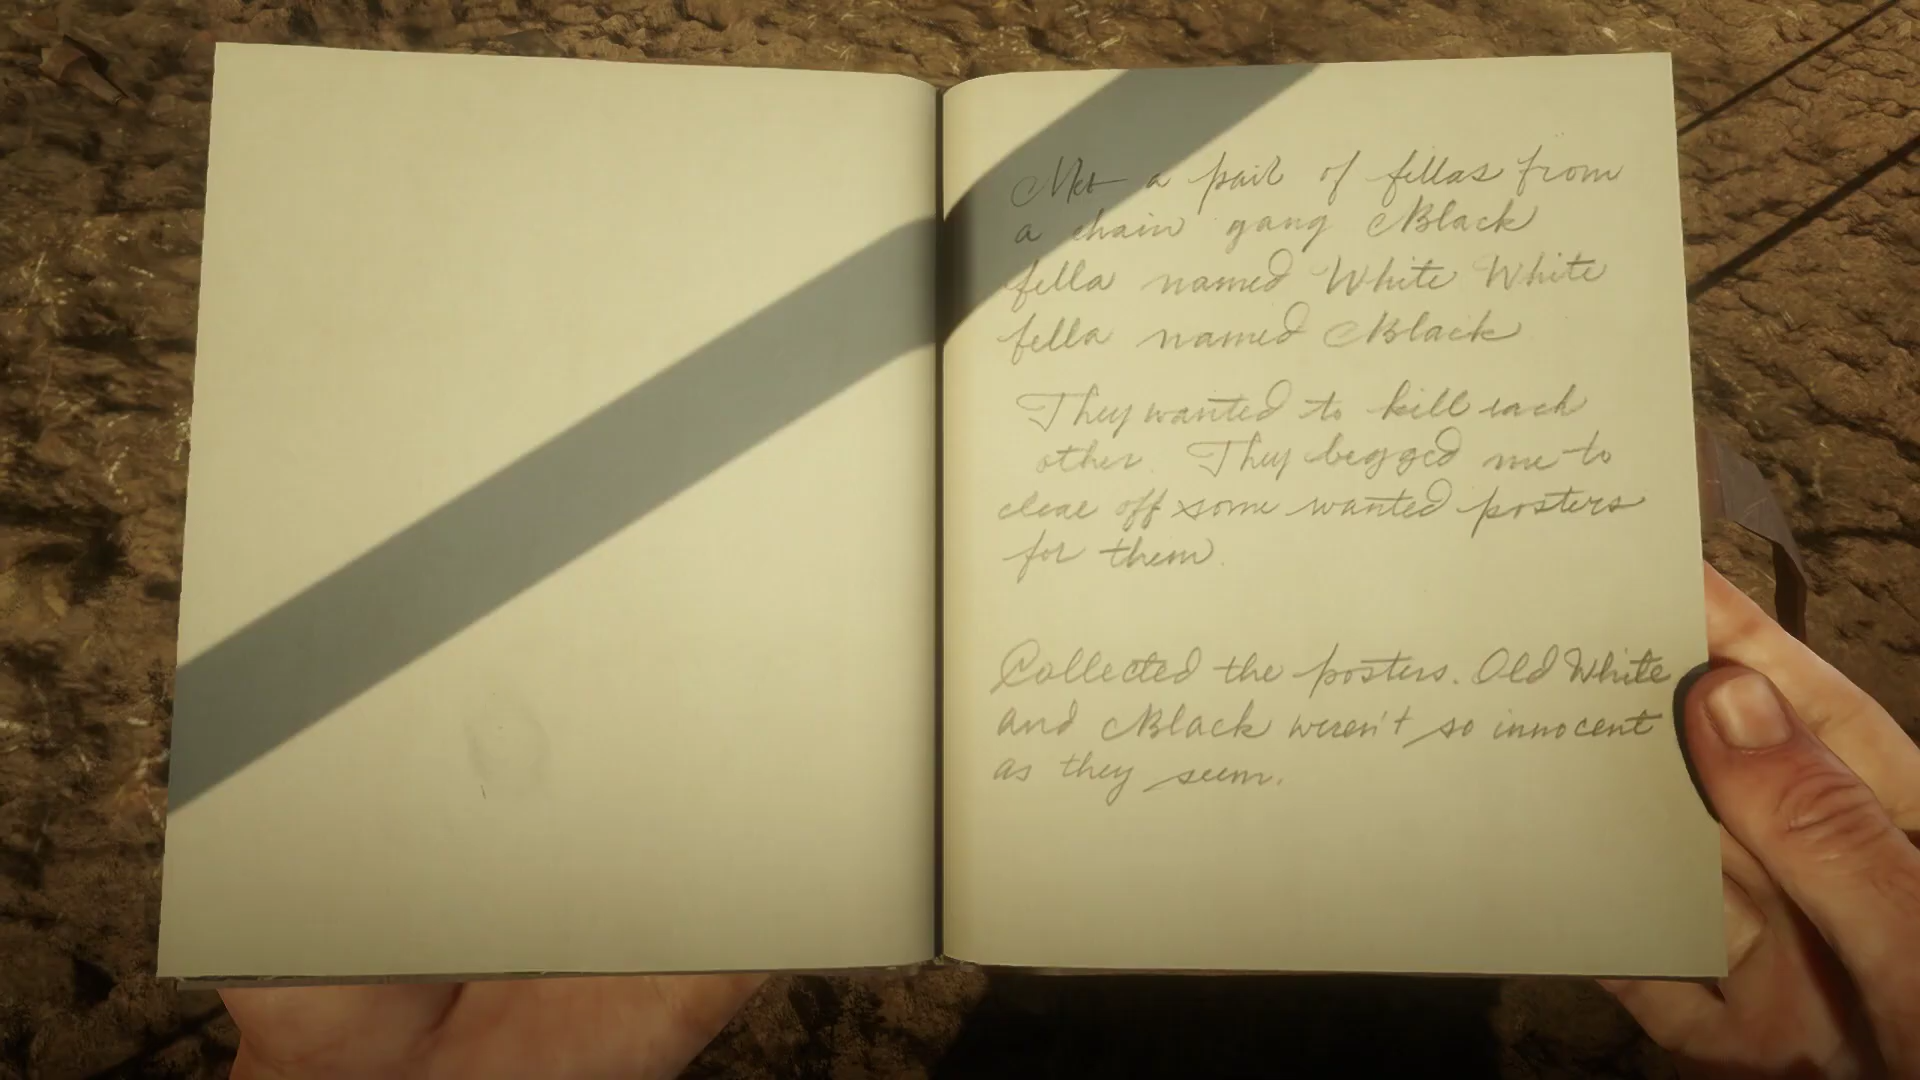 Met a pair of fellas from
a chain gang Black
fella named White White
fella named Black
They wanted to kill each
other. They begged me to
clear off some wanted posters
for them.
Collected the posters. Old White
and Black weren't so innocent
as they seem.